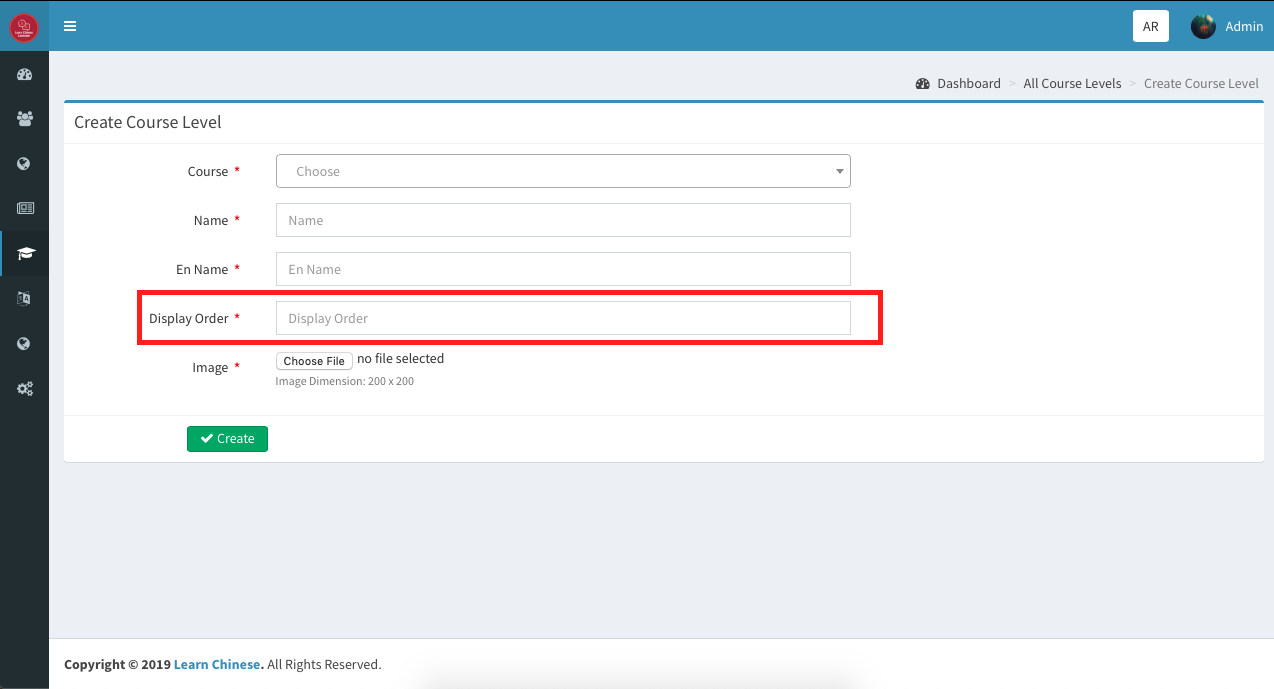 AR
Admin
Dashboard > All Course Levels > Create Course Level
Create Course Level
Course *
Choose
Name *
Name
En Name *
En Name
Display Order *
Display Order
Image *
Choose File no file selected
Image Dimension: 200 x 200
Create
Copyright © 2019 Learn Chinese. All Rights Reserved.